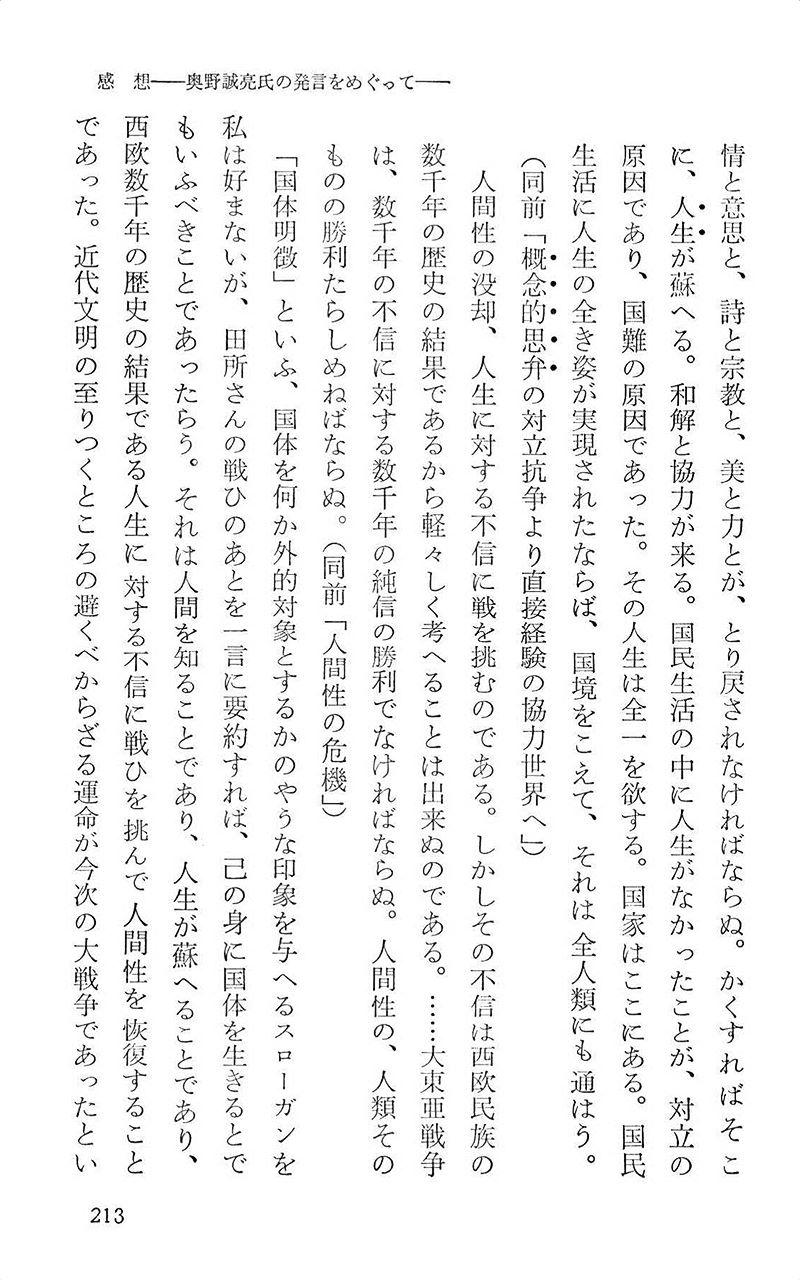 感　想――奥野誠亮氏の発言をめぐって――
情と意思と、詩と宗教と、美と力とが、とり戻されなければならぬ。かくすればそこ
に、人生が蘇へる。和解と協力が来る。国民生活の中に人生がなかったことが、対立の
原因であり、国難の原因であった。その人生は全一を欲する。国家はここにある。国民
生活に人生の全き姿が実現されたならば、国境をこえて、それは全人類にも通はう。
（同前「概念的思弁の対立抗争より直接経験の協力世界へ」）
人間性の没却、人生に対する不信に戦を挑むのである。しかしその不信は西欧民族の
数千年の歴史の結果であるから軽々しく考へることは出来ぬのである。……大東亜戦争
は、数千年の不信に対する数千年の純信の勝利でなければならぬ。人間性の、人類その
ものの勝利たらしめねばならぬ。（同前「人間性の危機」）
「国体明徴」といふ、国体を何か外的対象とするかのやうな印象を与へるスローガンを
私は好まないが、田所さんの戦ひのあとを一言に要約すれば、己の身に国体を生きるとで
もいふべきことであったらう。それは人間を知ることであり、人生が蘇へることであり、
西欧数千年の歴史の結果である人生に対する不信に戦ひを挑んで人間性を恢復すること
であった。近代文明の至りつくところの避くべからざる運命が今次の大戦争であったとい
213